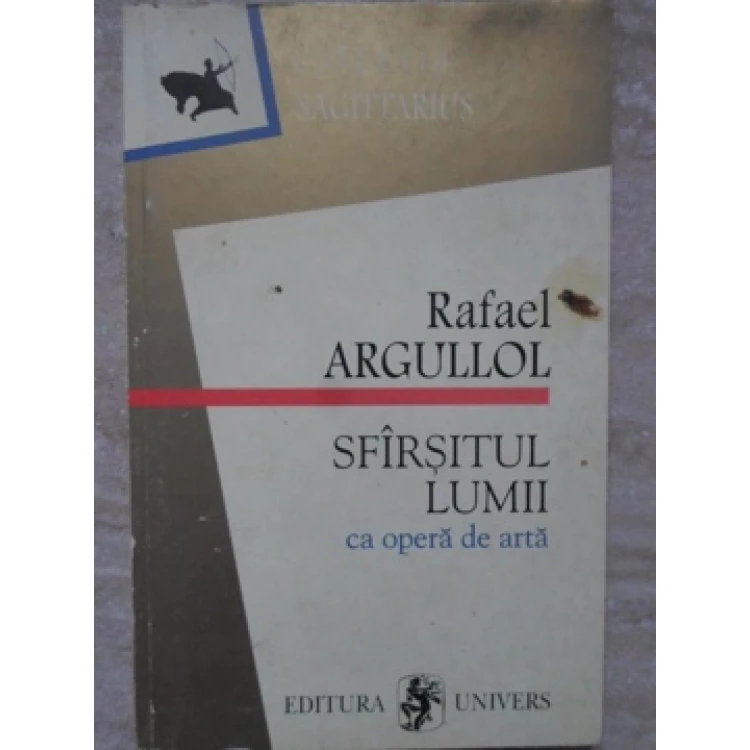 SAGITTARIUS
Rafael
ARGULLOL
SFÎRȘITUL
LUMII
ca operă de artă
EDITURA UNIVERS